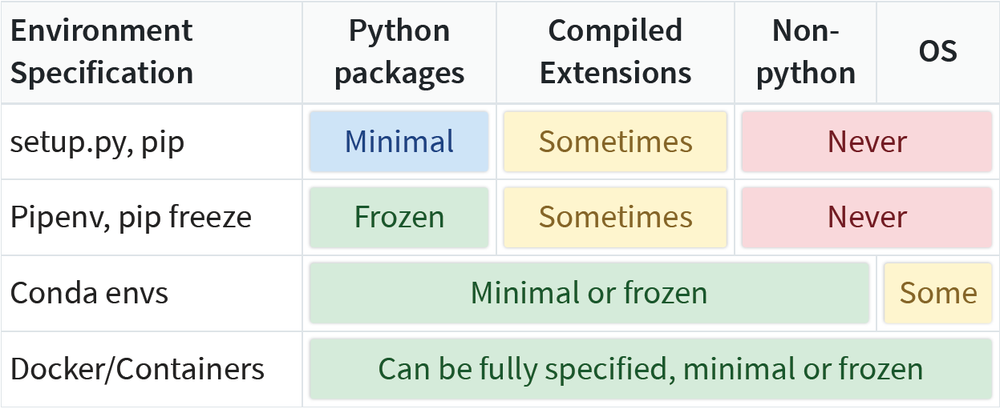 Environment
Specification
Python
packages
Compiled
Extensions
Non-
python
OS
setup.py, pip
Minimal
Sometimes
Never
Pipenv, pip freeze
Frozen
Sometimes
Never
Conda envs
Minimal or frozen
Some
Docker/Containers
Can be fully specified, minimal or frozen